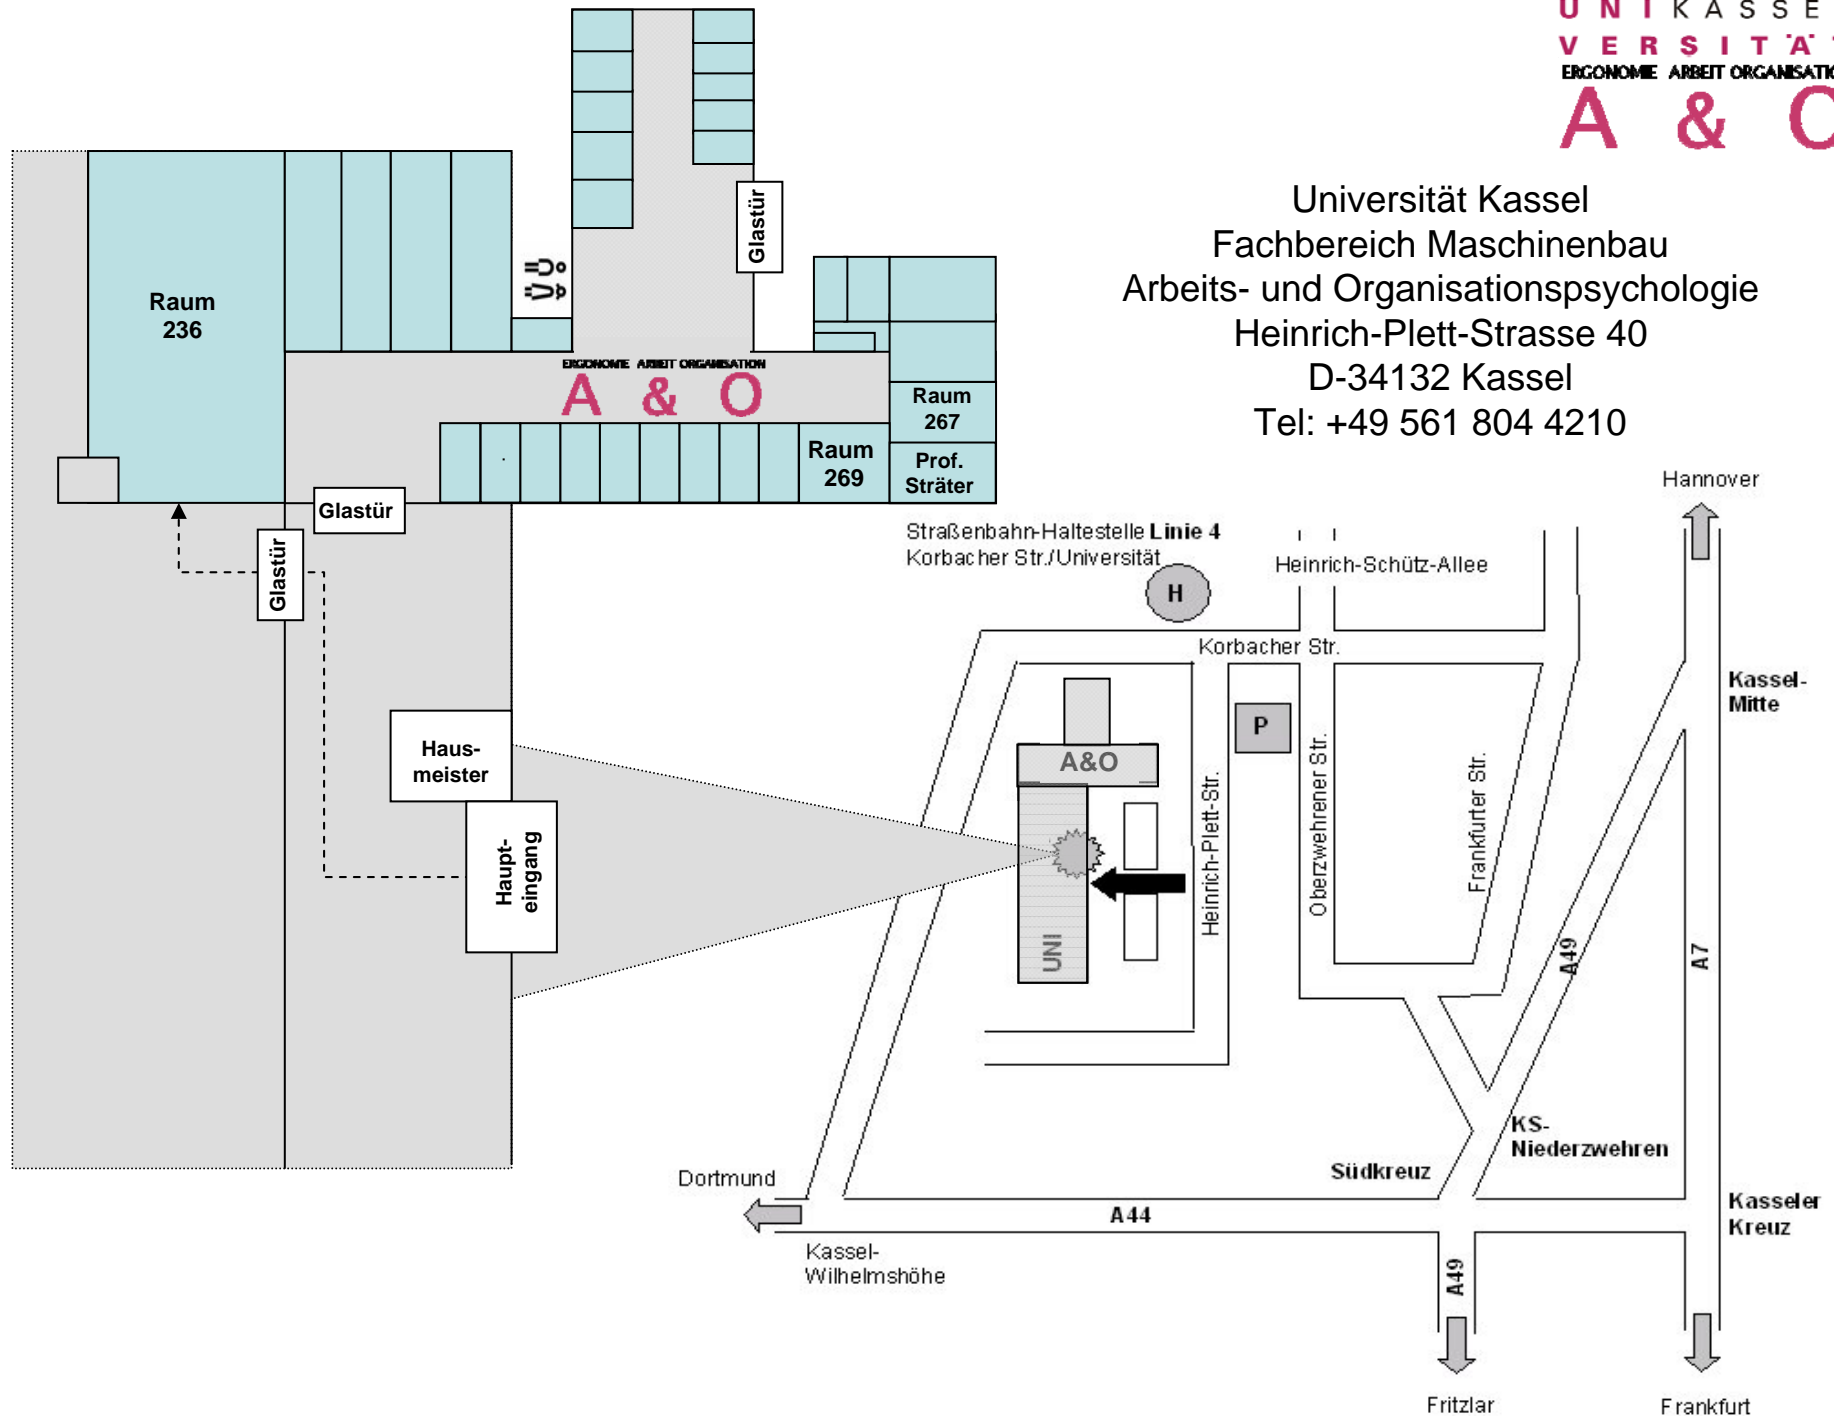 UNIKASSE
VERSITÄT
ERGONOMIE ARBEIT ORGANISATIO
A & O
Universität Kassel
Fachbereich Maschinenbau
Arbeits- und Organisationspsychologie
Heinrich-Plett-Strasse 40
D-34132 Kassel
Tel: +49 561 804 4210
Glastür
Raum
236
ERGONOMIE ARBEIT ORGANISATION
A & O
Raum
267
Raum
269
Prof.
Sträter
Glastür
Glastür
Haus-
meister
Haupt-
eingang
Hannover
Straßenbahn-Haltestelle Linie 4
Korbacher Str./Universität
H
Heinrich-Schütz-Allee
Korbacher Str.
Kassel-
Mitte
P
A&O
UNI
Heinrich-Plett-Str.
Oberzwehrener Str.
Frankfurter Str.
A49
A7
KS-
Niederzwehren
Südkreuz
Dortmund
A44
Kasseler
Kreuz
Kassel-
Wilhelmshöhe
A49
Fritzlar
Frankfurt